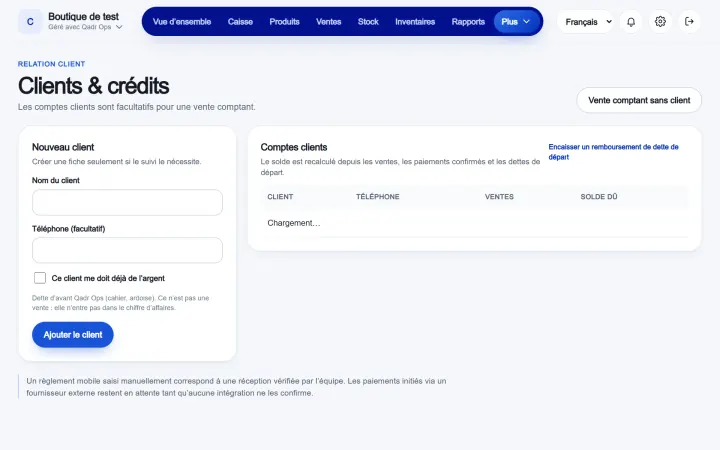 C
Boutique de test
Géré avec Qadr Ops
Vue d'ensemble
Caisse
Produits
Ventes
Stock
Inventaires
Rapports
Plus
Français
RELATION CLIENT
Clients & crédits
Les comptes clients sont facultatifs pour une vente comptant.
Vente comptant sans client
Nouveau client
Créer une fiche seulement si le suivi le nécessite.
Nom du client
Téléphone (facultatif)
Ce client me doit déjà de l'argent
Dette d'avant Qadr Ops (cahier, ardoise). Ce n'est pas une
vente : elle n'entre pas dans le chiffre d'affaires.
Ajouter le client
Comptes clients
Le solde est recalculé depuis les ventes, les paiements confirmés et les dettes de
départ.
Encaisser un remboursement de dette de
départ
CLIENT
TÉLÉPHONE
VENTES
SOLDE DÛ
Chargement…
Un règlement mobile saisi manuellement correspond à une réception vérifiée par l'équipe. Les paiements initiés via un
fournisseur externe restent en attente tant qu'aucune intégration ne les confirme.